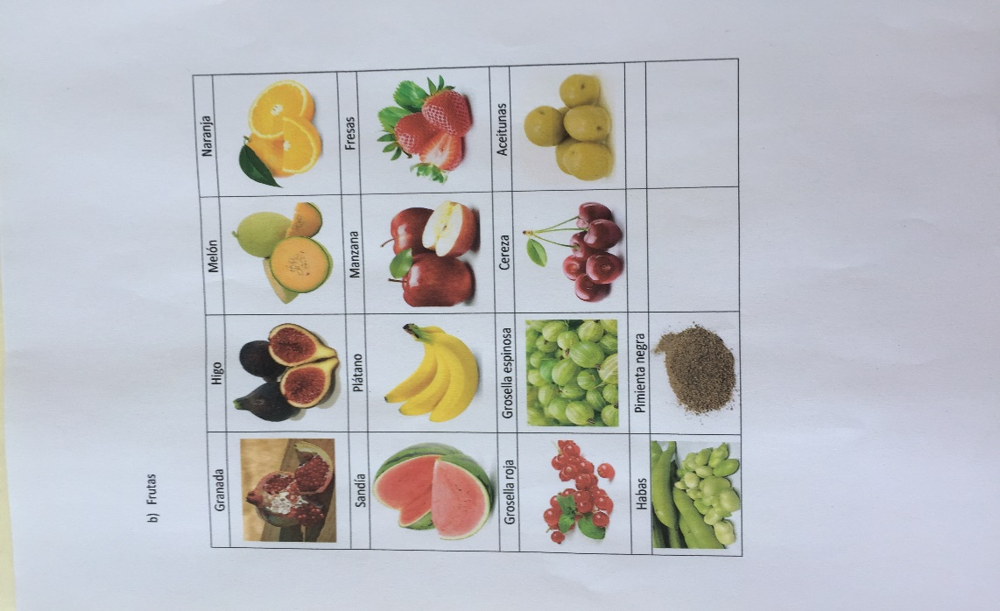 b) Frutas
Granada Higo Melón Naranja
Sandía Plátano Manzana Fresas
Grosella roja Grosella espinosa Cereza Aceitunas
Habas Pimienta negra